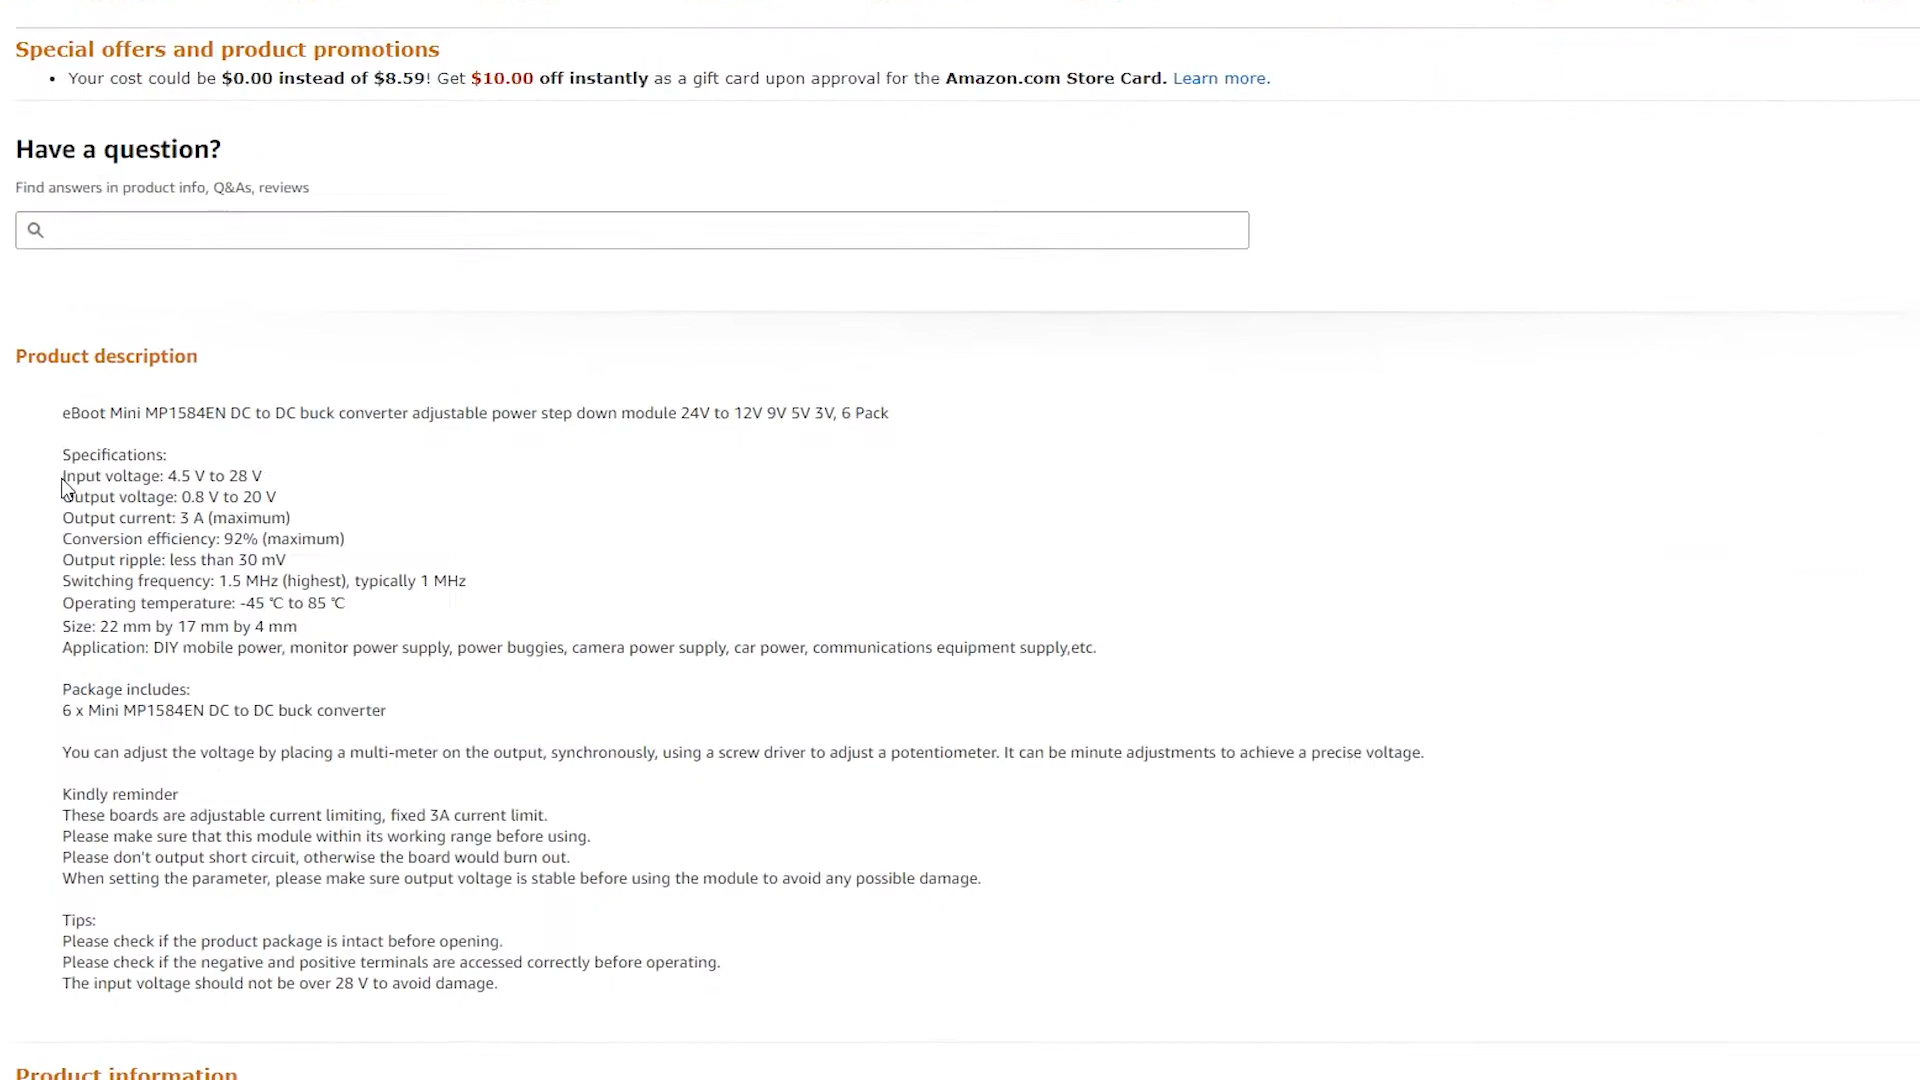 Special offers and product promotions
• Your cost could be $0.00 instead of $8.59! Get $10.00 off instantly as a gift card upon approval for the Amazon.com Store Card. Learn more.
Have a question?
Find answers in product info, Q&As, reviews
Product description
eBoot Mini MP1584EN DC to DC buck converter adjustable power step down module 24V to 12V 9V 5V 3V, 6 Pack
Specifications:
Input voltage: 4.5 V to 28 V
Output voltage: 0.8 V to 20 V
Output current: 3 A (maximum)
Conversion efficiency: 92% (maximum)
Output ripple: less than 30 mV
Switching frequency: 1.5 MHz (highest), typically 1 MHz
Operating temperature: -45 ℃ to 85 ℃
Size: 22 mm by 17 mm by 4 mm
Application: DIY mobile power, monitor power supply, power buggies, camera power supply, car power, communications equipment supply,etc.
Package includes:
6 x Mini MP1584EN DC to DC buck converter
You can adjust the voltage by placing a multi-meter on the output, synchronously, using a screw driver to adjust a potentiometer. It can be minute adjustments to achieve a precise voltage.
Kindly reminder
These boards are adjustable current limiting, fixed 3A current limit.
Please make sure that this module within its working range before using.
Please don't output short circuit, otherwise the board would burn out.
When setting the parameter, please make sure output voltage is stable before using the module to avoid any possible damage.
Tips:
Please check if the product package is intact before opening.
Please check if the negative and positive terminals are accessed correctly before operating.
The input voltage should not be over 28 V to avoid damage.
Product information